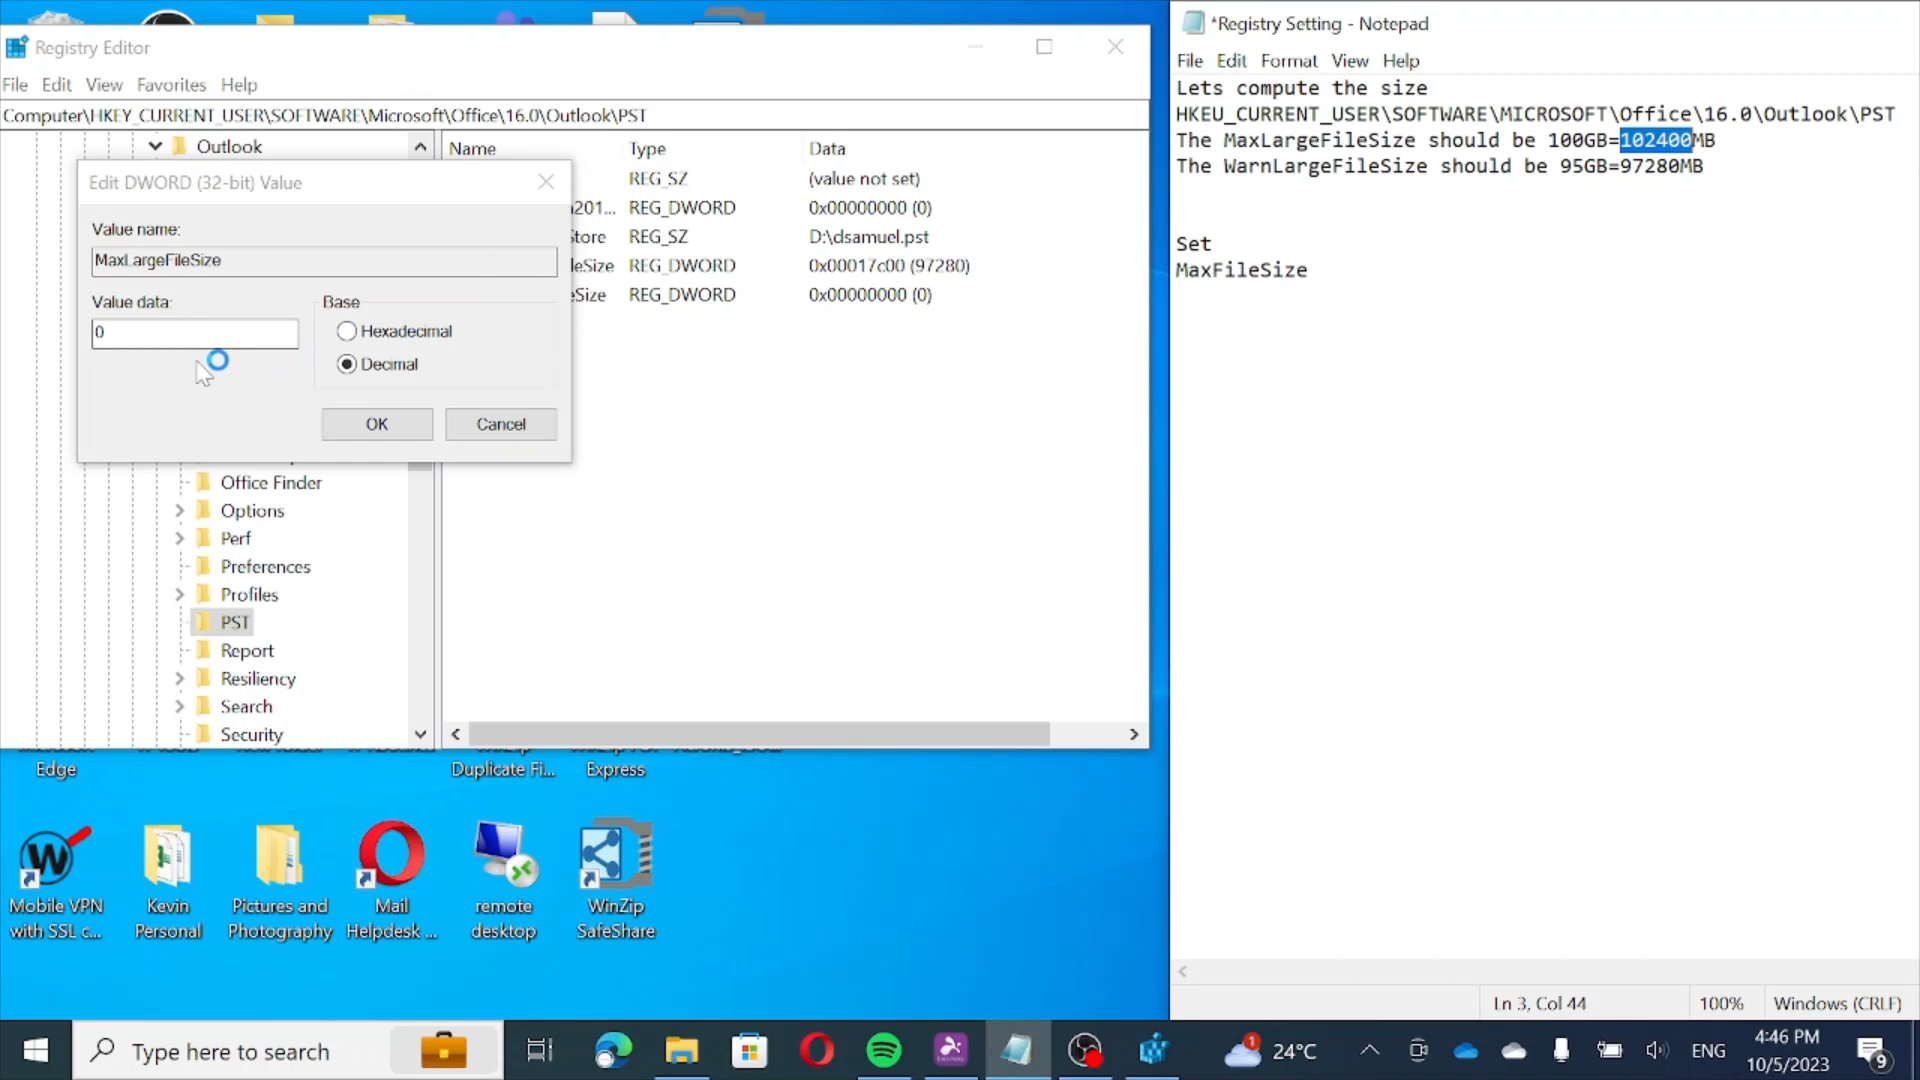 Registry Editor
File Edit View Favorites Help
Computer\HKEY_CURRENT_USER\SOFTWARE\Microsoft\Office\16.0\Outlook\PST
Outlook
Name Type Data
REG_SZ (value not set)
201... REG_DWORD 0x00000000 (0)
Store REG_SZ D:\dsamuel.pst
leSize REG_DWORD 0x00017c00 (97280)
eSize REG_DWORD 0x00000000 (0)
Edit DWORD (32-bit) Value
Value name:
MaxLargeFileSize
Value data:
0
Base
Hexadecimal
Decimal
OK
Cancel
Office Finder
Options
Perf
Preferences
Profiles
PST
Report
Resiliency
Search
Security
*Registry Setting - Notepad
File Edit Format View Help
Lets compute the size
HKEU_CURRENT_USER\SOFTWARE\MICROSOFT\Office\16.0\Outlook\PST
The MaxLargeFileSize should be 100GB=102400MB
The WarnLargeFileSize should be 95GB=97280MB
Set
MaxFileSize
Ln 3, Col 44 100% Windows (CRLF)
Edge
Duplicate Fi...
Express
Mobile VPN
with SSL c...
Kevin
Personal
Pictures and
Photography
Mail
Helpdesk ...
remote
desktop
WinZip
SafeShare
Type here to search
1
24°C
ENG
4:46 PM
10/5/2023
9